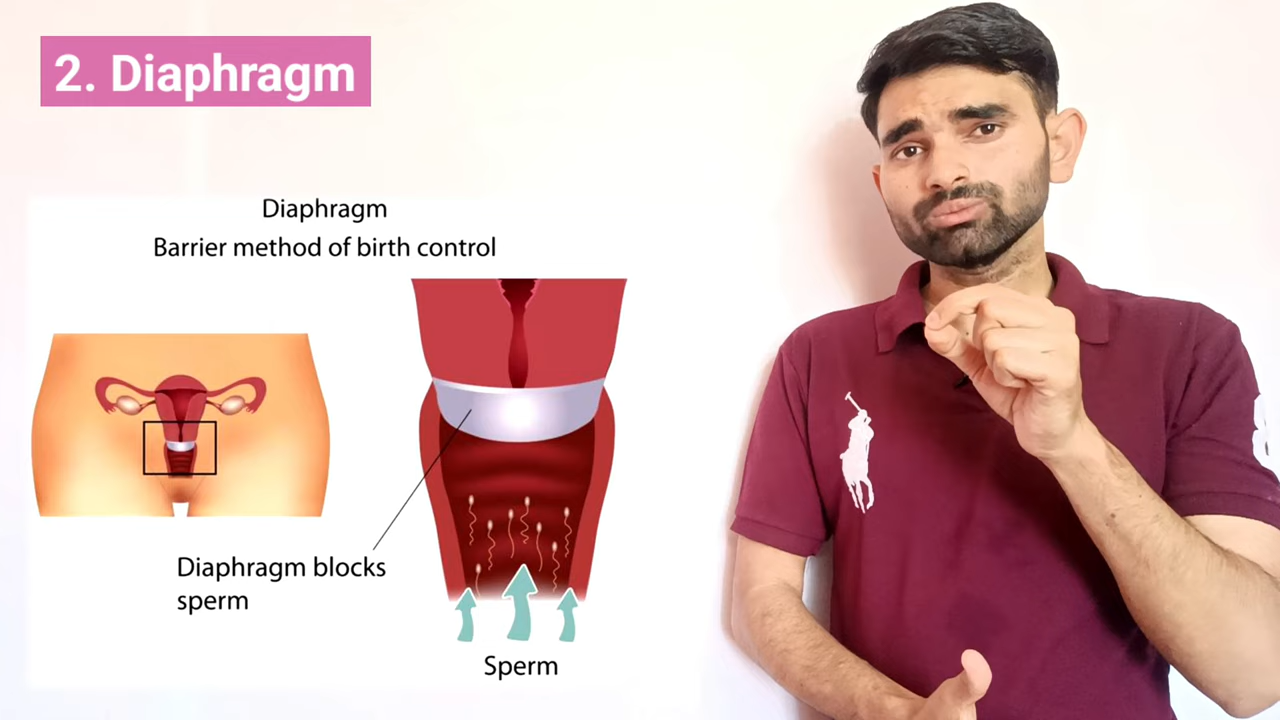 2. Diaphragm
Diaphragm
Barrier method of birth control
Diaphragm blocks
sperm
Sperm